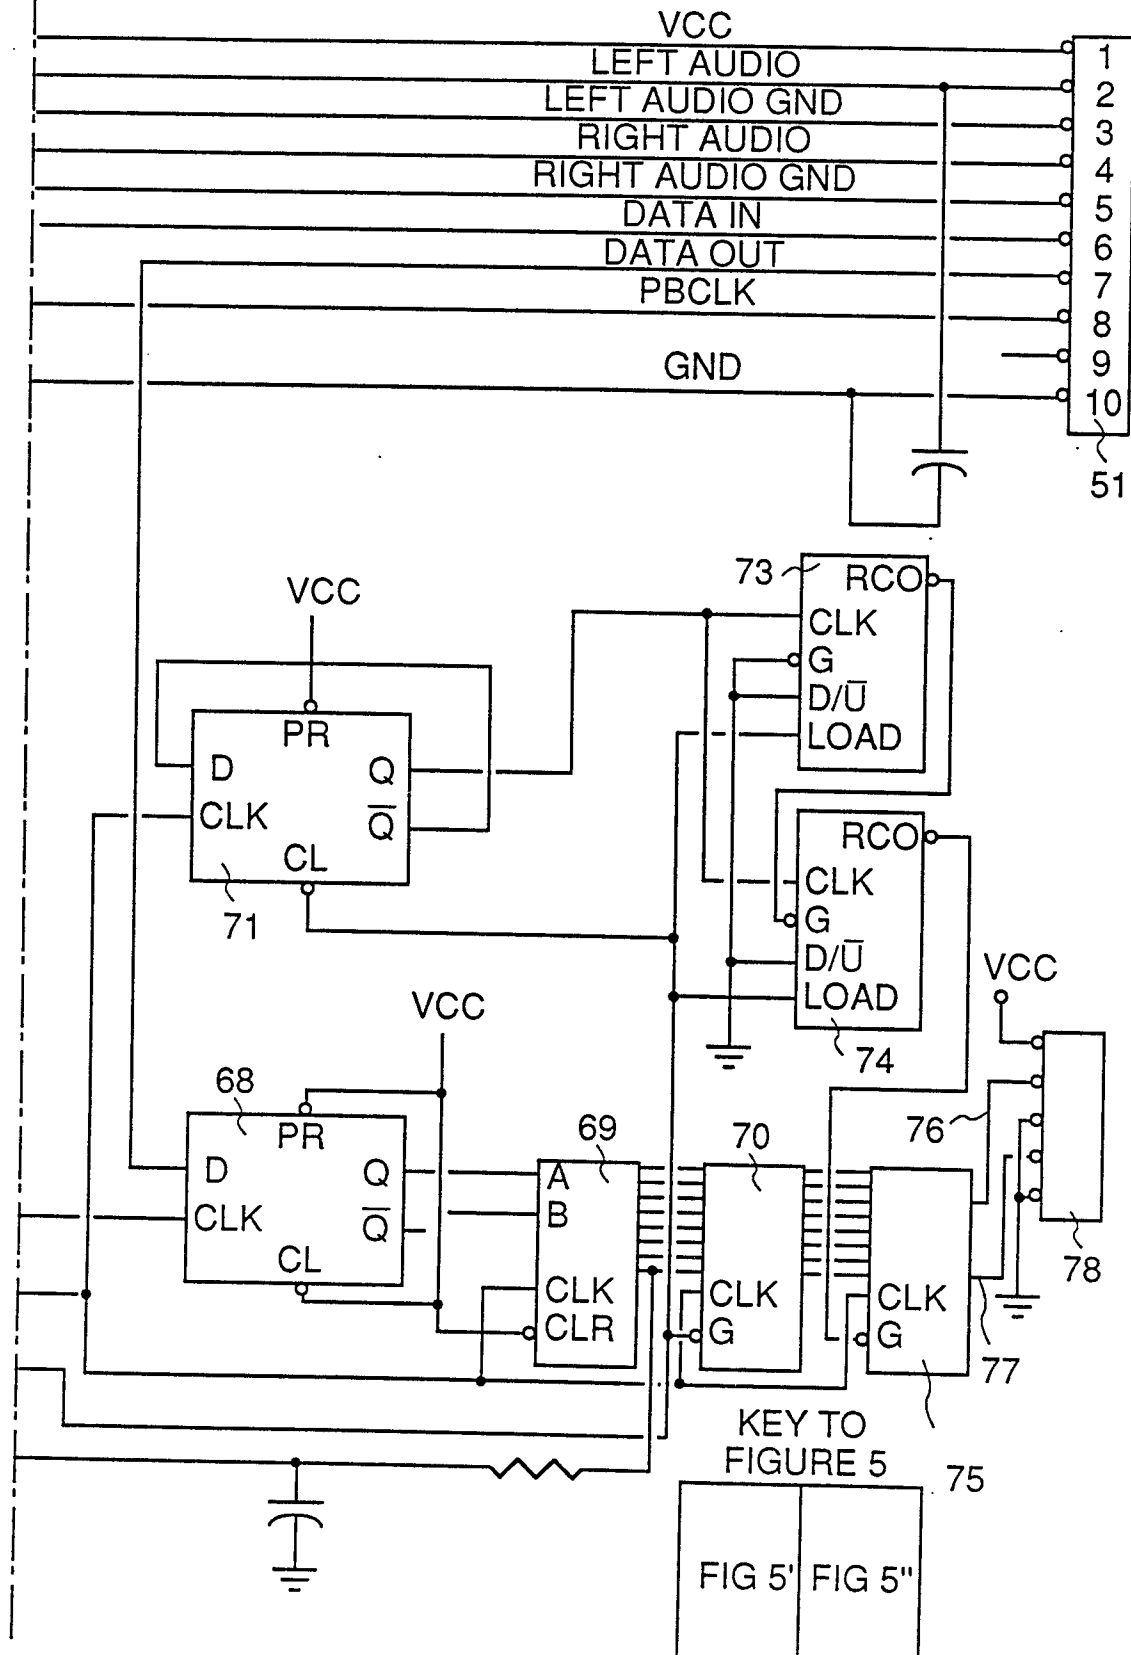 VCC
LEFT AUDIO
LEFT AUDIO GND
RIGHT AUDIO
RIGHT AUDIO GND
DATA IN
DATA OUT
PBCLK
GND
1
2
3
4
5
6
7
8
9
10
51
VCC
PR
D
Q
CLK
Q̅
CL
71
73
RCO
CLK
G
D/U̅
LOAD
RCO
CLK
G
D/U̅
LOAD
74
VCC
68
PR
D
Q
CLK
Q̅
CL
69
A
B
CLK
CLR
70
CLK
G
CLK
G
75
VCC
76
77
78
KEY TO
FIGURE 5
FIG 5' FIG 5"